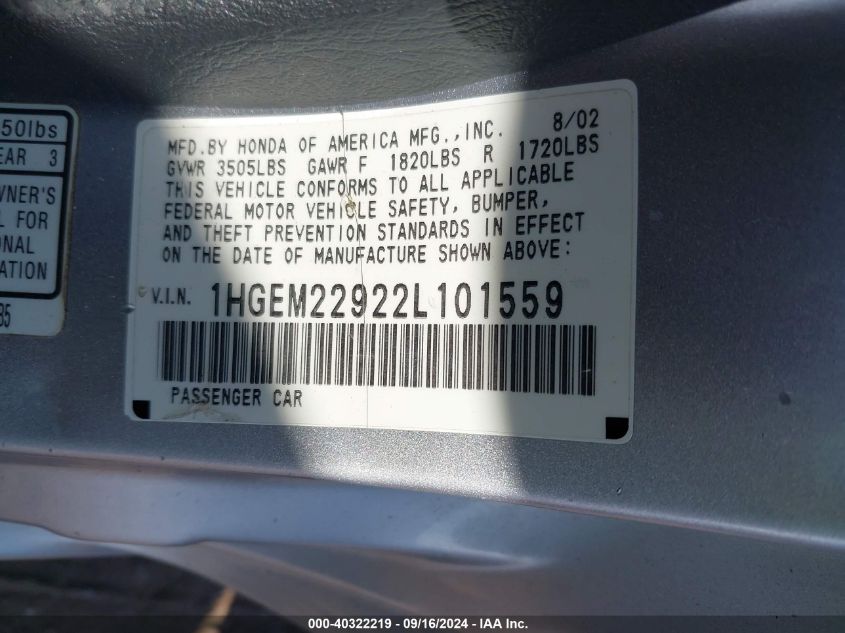 50lbs
EAR 3
WNER'S
L FOR
ONAL
ATION
35
8/02
MFD.BY HONDA OF AMERICA MFG.,INC.
GVWR 3505LBS GAWR F 1820LBS R 1720LBS
THIS VEHICLE CONFORMS TO ALL APPLICABLE
FEDERAL MOTOR VEHICLE SAFETY, BUMPER,
AND THEFT PREVENTION STANDARDS IN EFFECT
ON THE DATE OF MANUFACTURE SHOWN ABOVE:
V.I.N. 1HGEM22922L101559
PASSENGER CAR
000-40322219 - 09/16/2024 - IAA Inc.